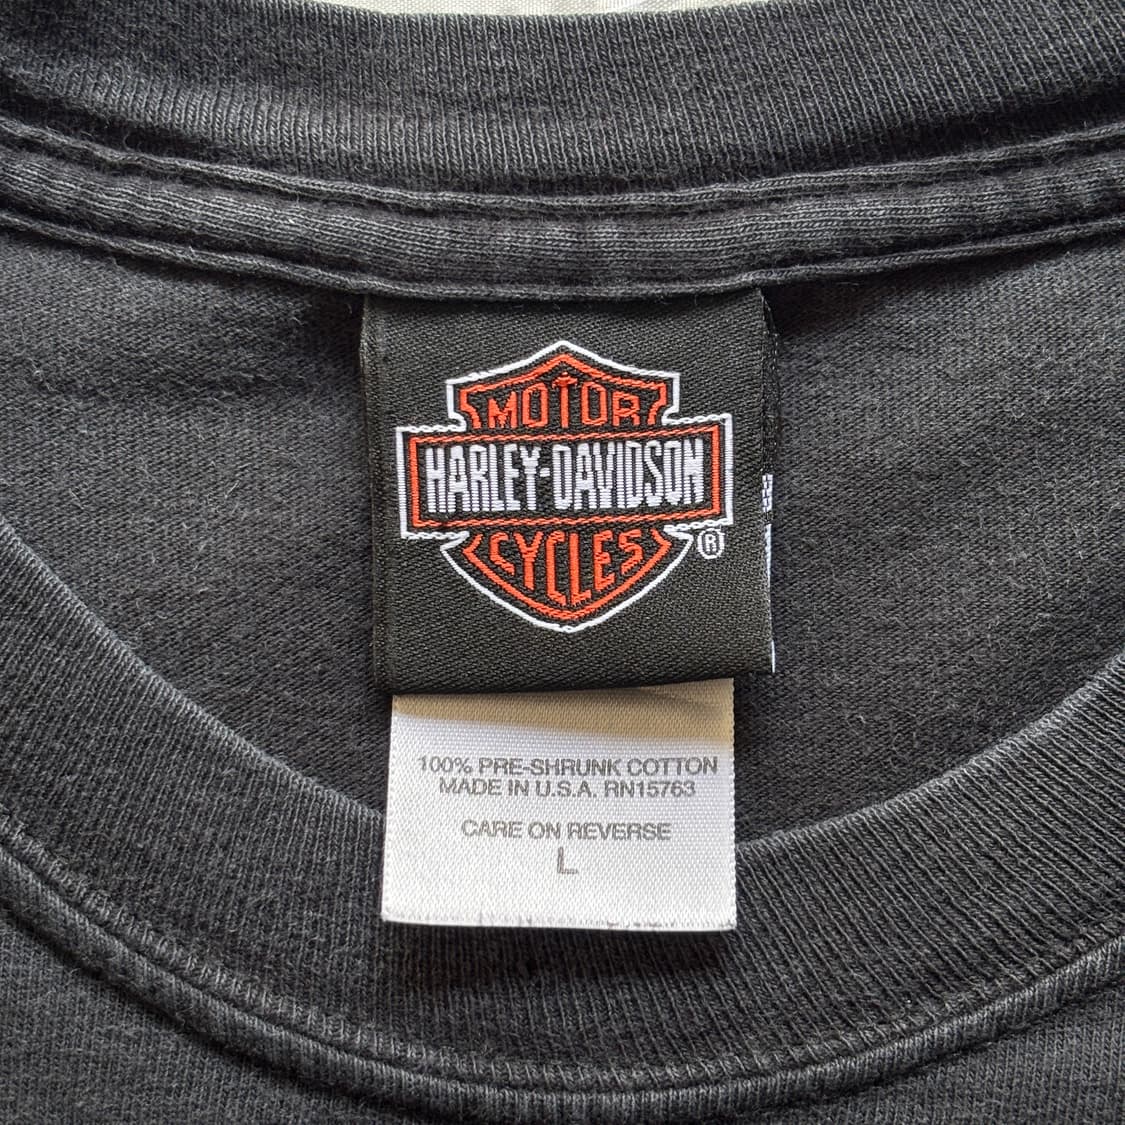 MOTOR
HARLEY-DAVIDSON
CYCLES
®
100% PRE-SHRUNK COTTON
MADE IN U.S.A. RN15763
CARE ON REVERSE
L